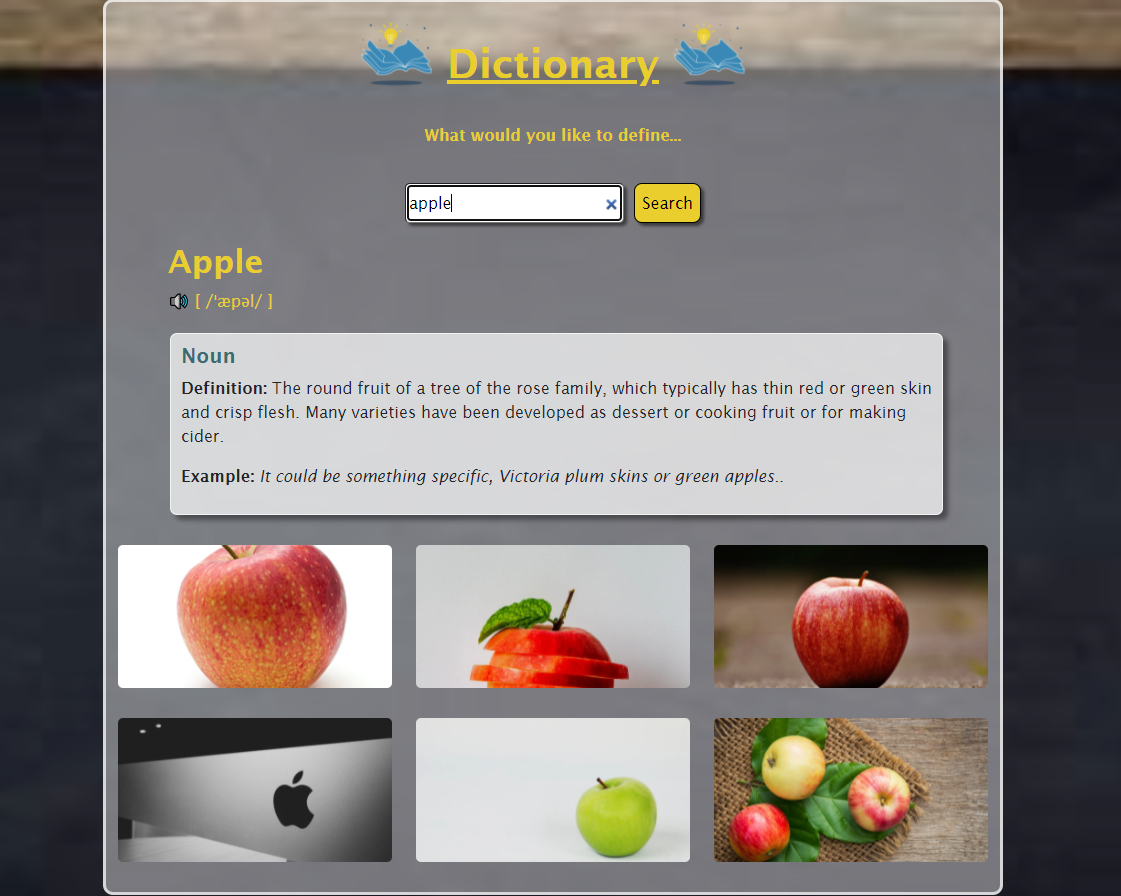 Dictionary
What would you like to define...
apple
Search
Apple
[ /ˈæpəl/ ]
Noun
Definition: The round fruit of a tree of the rose family, which typically has thin red or green skin
and crisp flesh. Many varieties have been developed as dessert or cooking fruit or for making
cider.
Example: It could be something specific, Victoria plum skins or green apples..